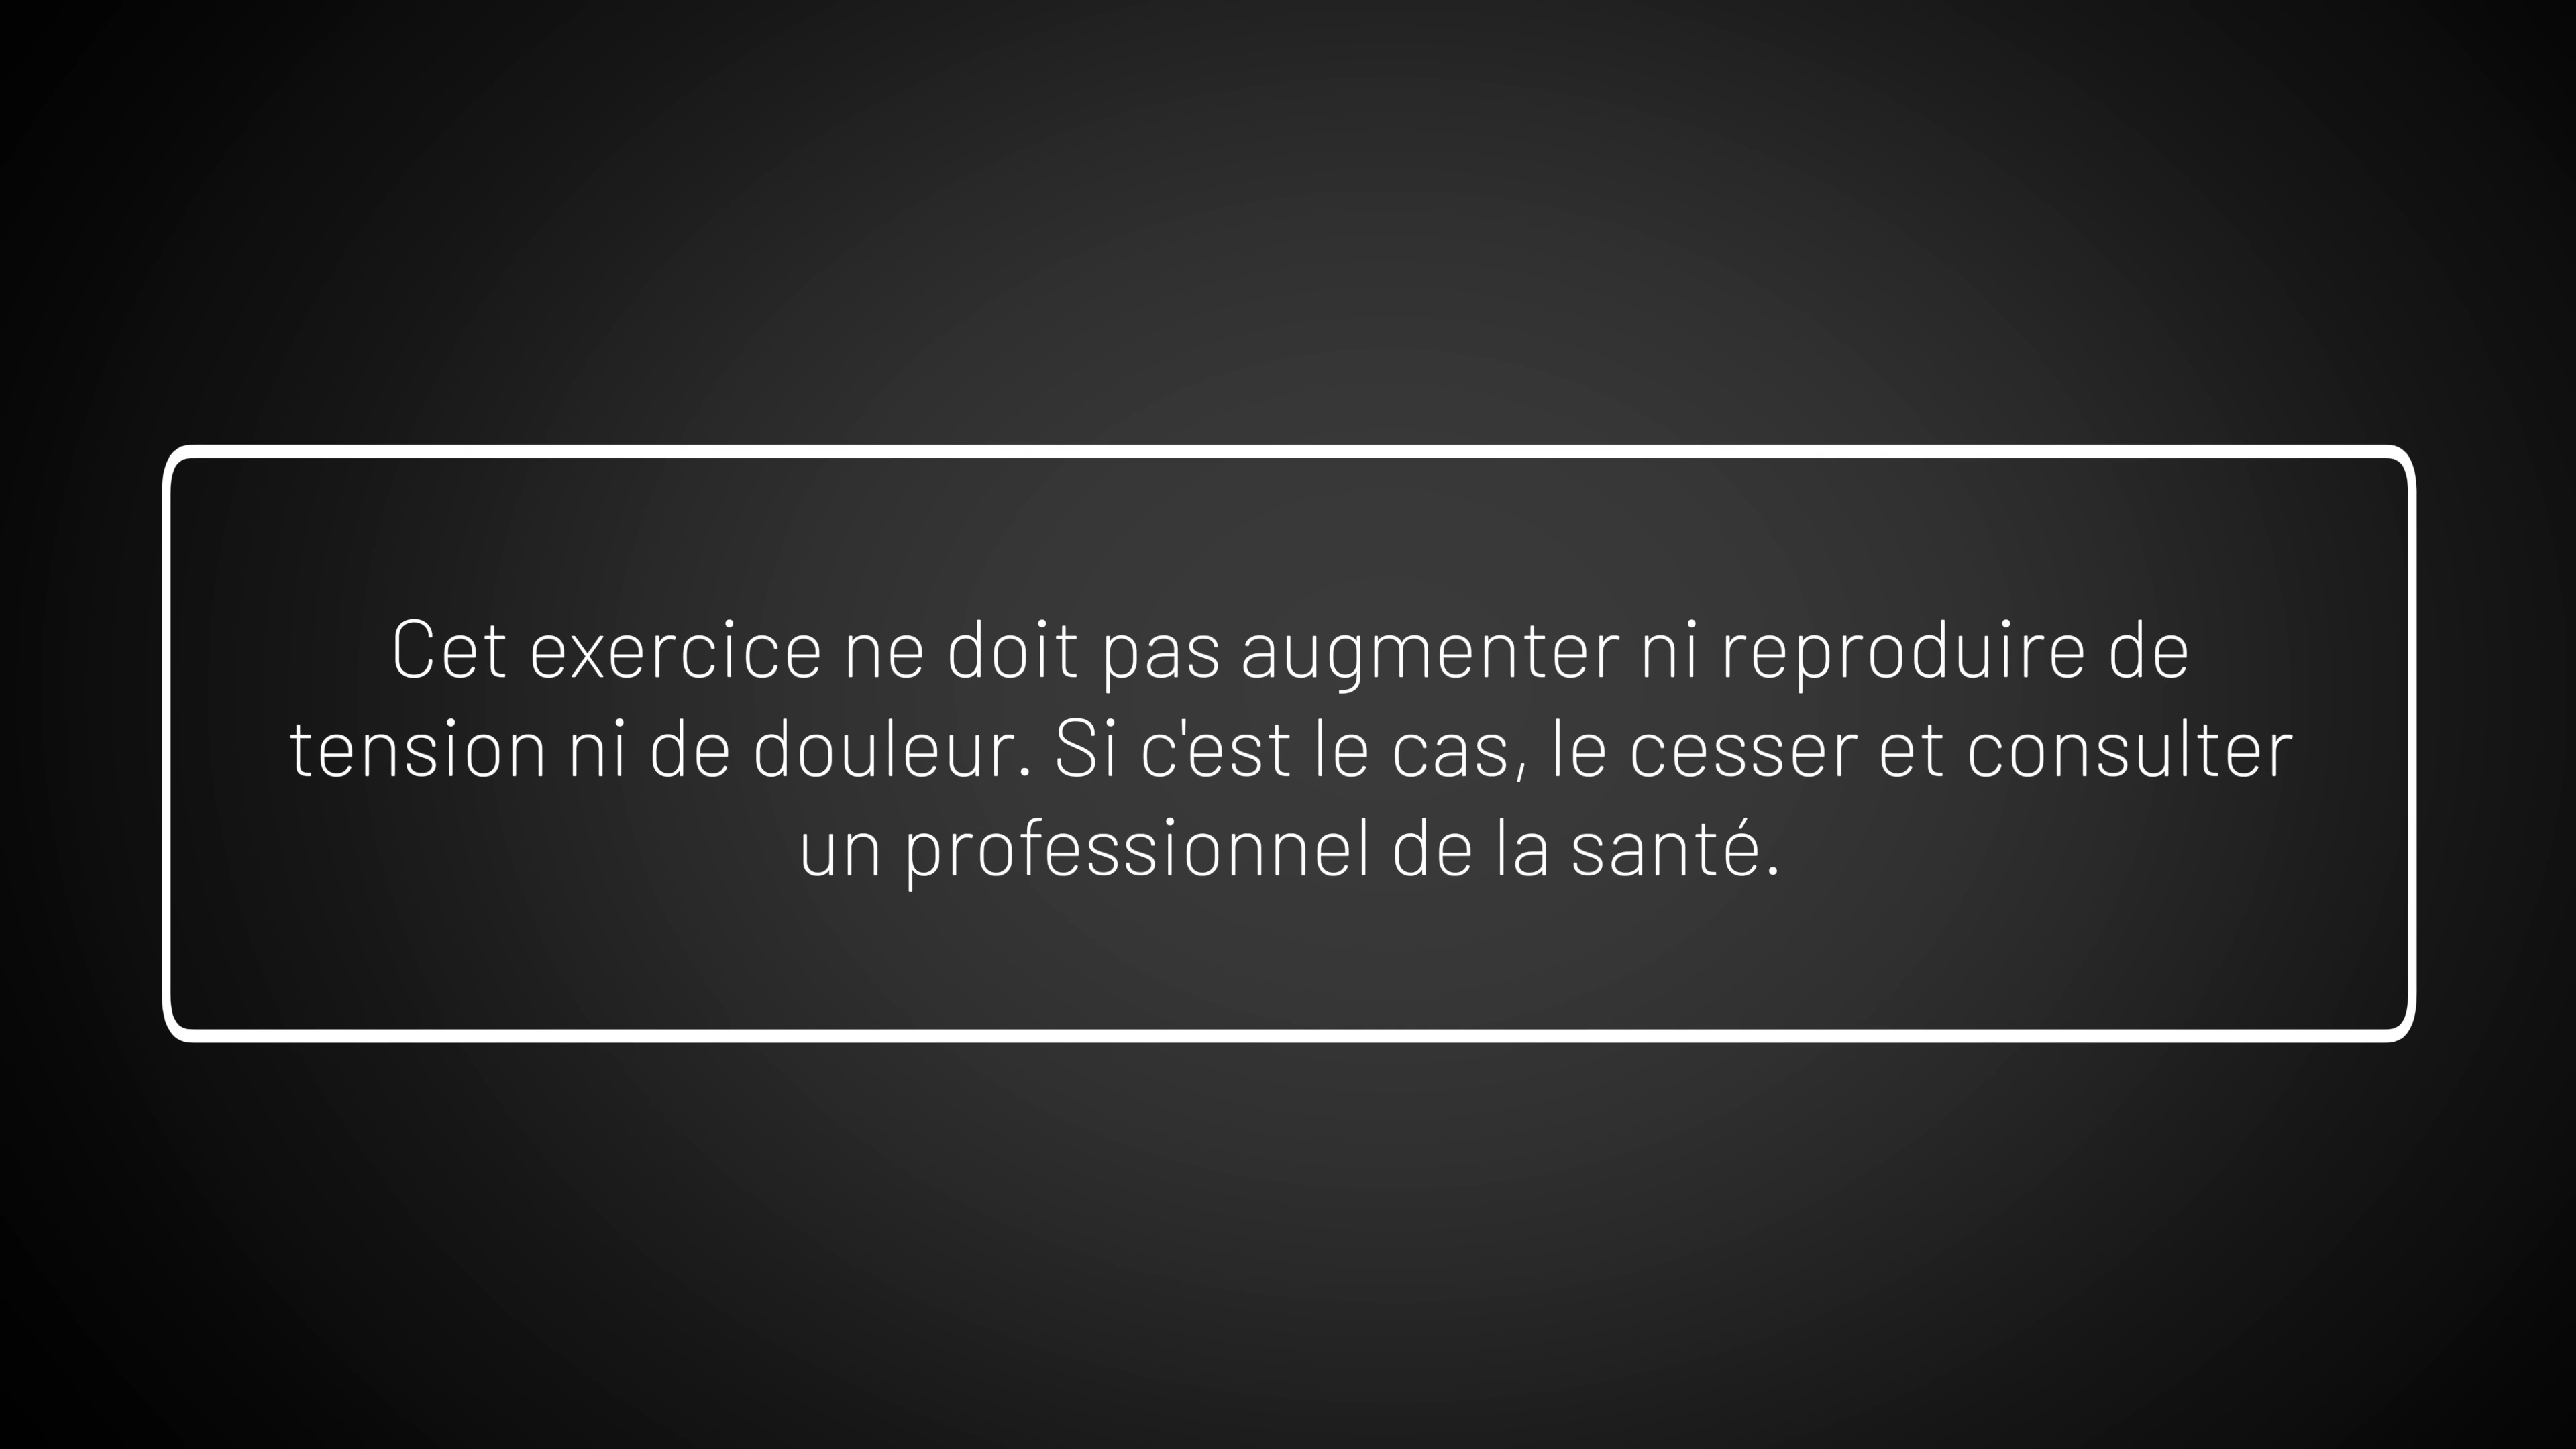 Cet exercice ne doit pas augmenter ni reproduire de
tension ni de douleur. Si c'est le cas, le cesser et consulter
un professionnel de la santé.